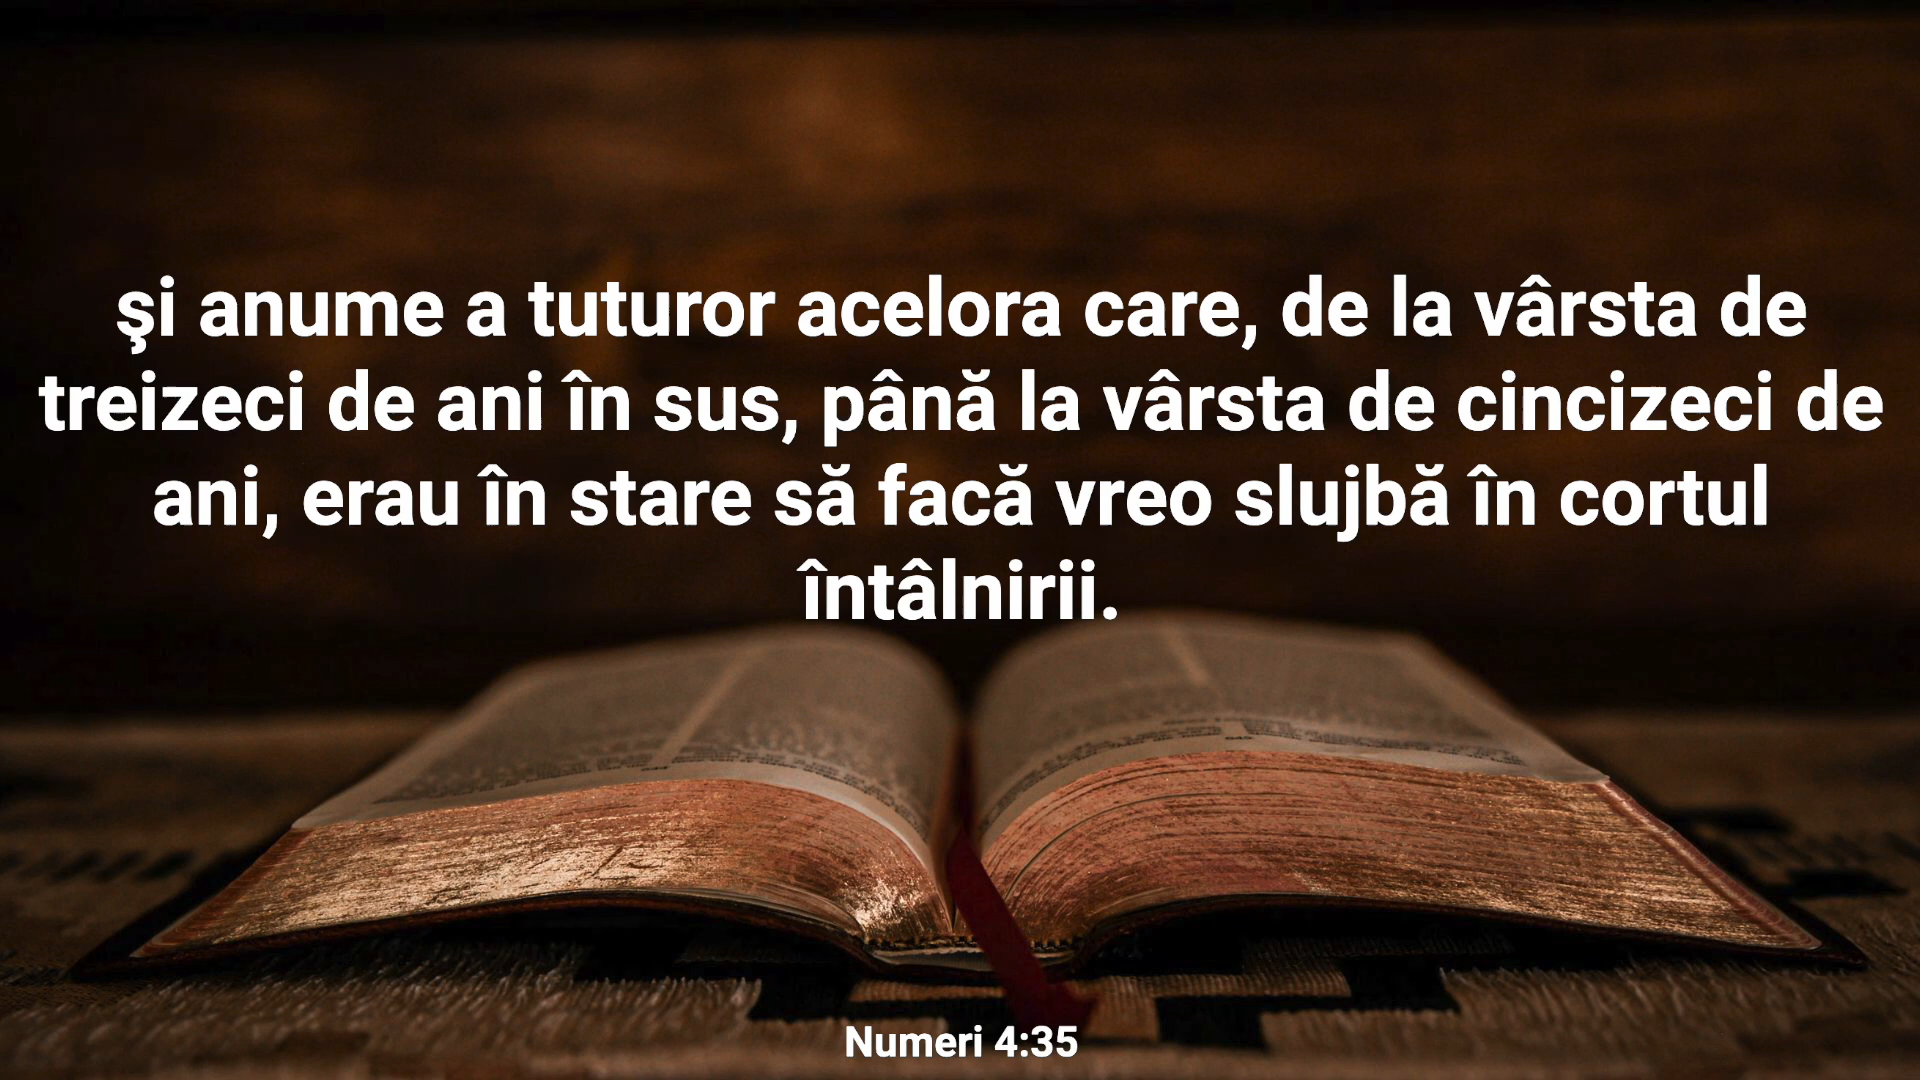 şi anume a tuturor acelora care, de la vârsta de
treizeci de ani în sus, până la vârsta de cincizeci de
ani, erau în stare să facă vreo slujbă în cortul
întâlnirii.
Numeri 4:35